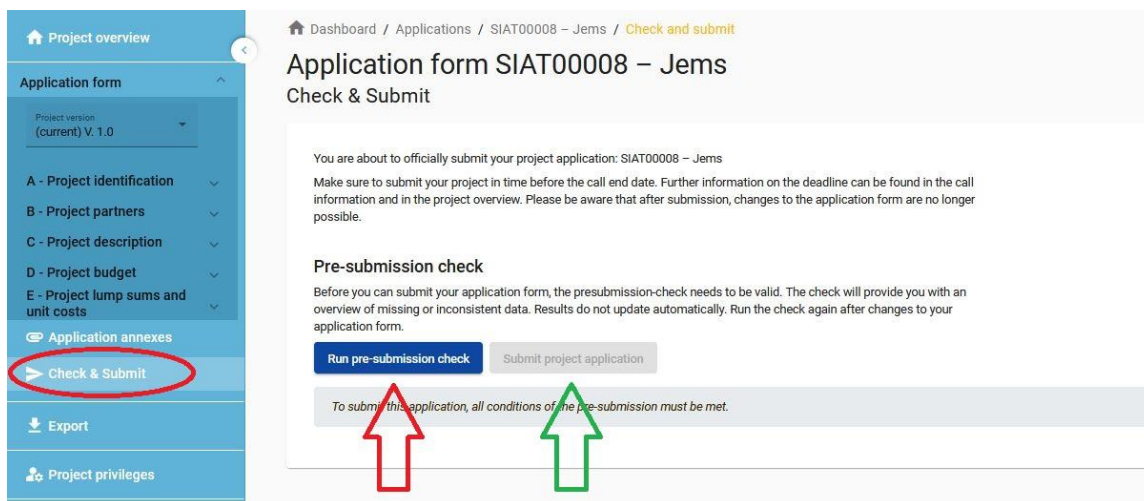 Project overview
Application form
Project version
(current) V. 1.0
A - Project identification
B - Project partners
C - Project description
D - Project budget
E - Project lump sums and
unit costs
Application annexes
Check & Submit
Export
Project privileges
Dashboard / Applications / SIAT00008 – Jems / Check and submit
Application form SIAT00008 – Jems
Check & Submit
You are about to officially submit your project application: SIAT00008 – Jems
Make sure to submit your project in time before the call end date. Further information on the deadline can be found in the call
information and in the project overview. Please be aware that after submission, changes to the application form are no longer
possible.
Pre-submission check
Before you can submit your application form, the presubmission-check needs to be valid. The check will provide you with an
overview of missing or inconsistent data. Results do not update automatically. Run the check again after changes to your
application form.
Run pre-submission check
Submit project application
To submit this application, all conditions of the pre-submission must be met.